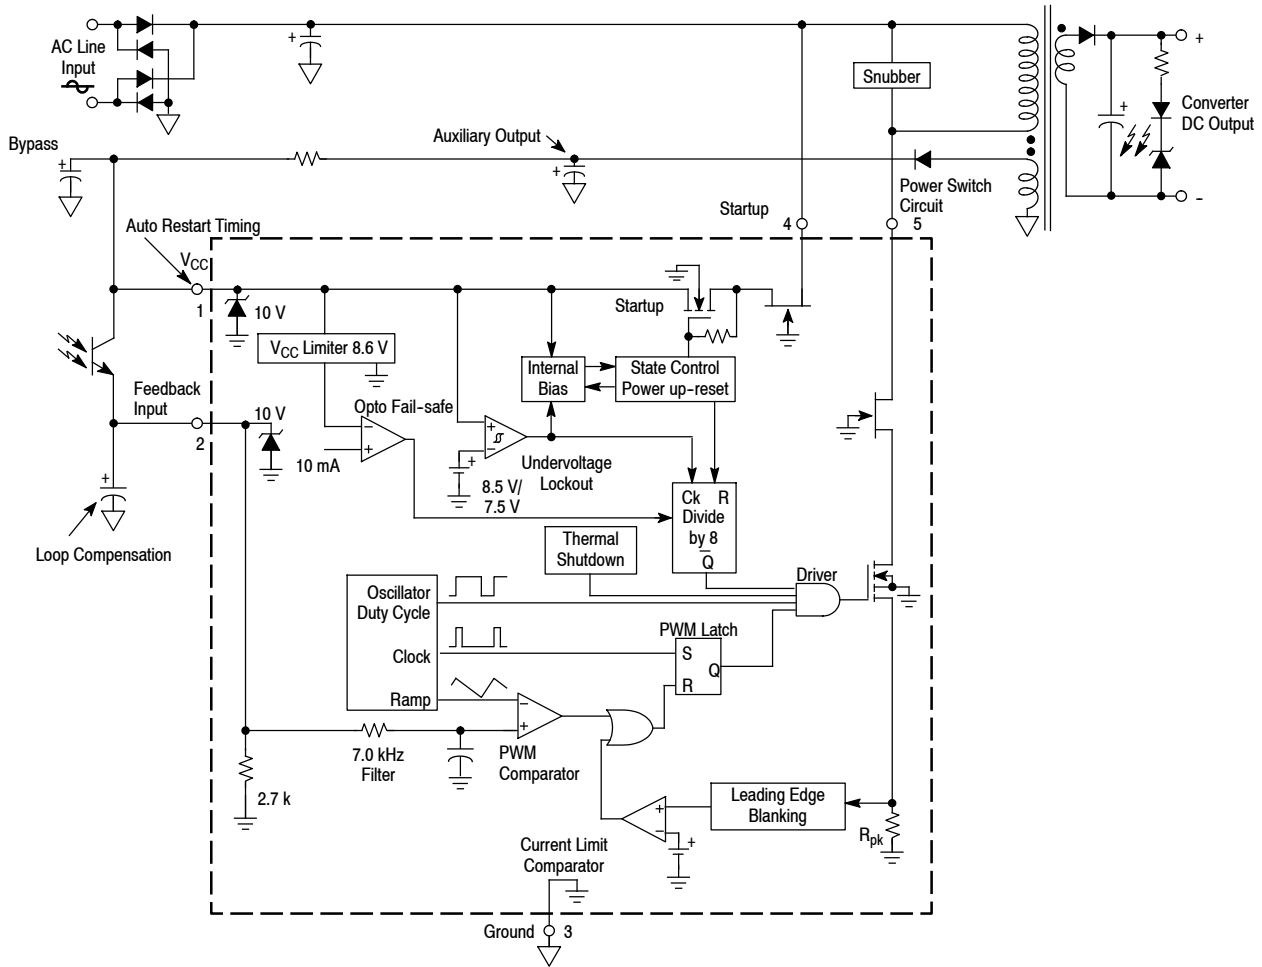 AC Line
Input
+
Snubber
+
+
Converter
DC Output
-
Bypass
+
Auxiliary Output
+
Power Switch
Circuit
Startup
4
5
Auto Restart Timing
VCC
1
10 V
Startup
VCC Limiter 8.6 V
Internal
Bias
State Control
Power up-reset
Feedback
Input
2
10 V
Opto Fail-safe
-
+
10 mA
+
-
+
Undervoltage
Lockout
8.5 V/
7.5 V
+
Loop Compensation
Ck R
Divide
by 8
Q
Thermal
Shutdown
Driver
Oscillator
Duty Cycle
Clock
Ramp
PWM Latch
S
Q
R
-
+
PWM
Comparator
7.0 kHz
Filter
2.7 k
Leading Edge
Blanking
+
-
+
Rpk
Current Limit
Comparator
Ground
3